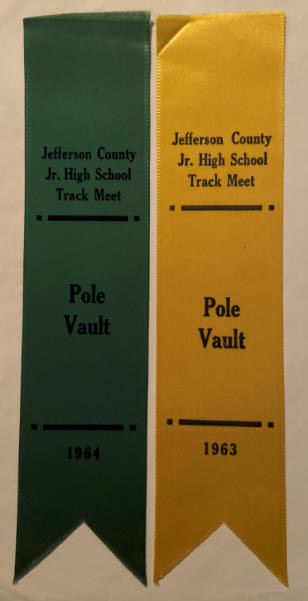 Jefferson County
Jr. High School
Track Meet
Pole
Vault
1964
Jefferson County
Jr. High School
Track Meet
Pole
Vault
1963